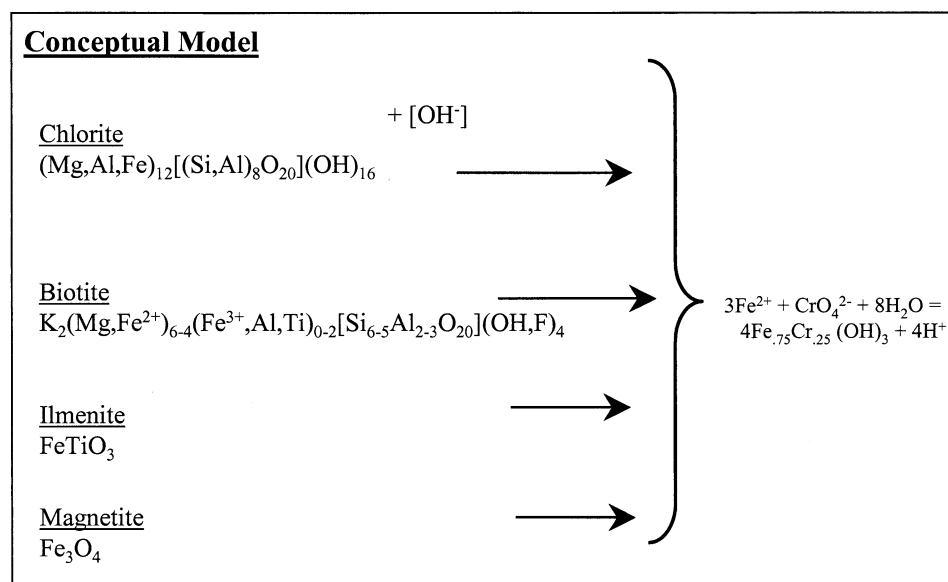 Conceptual Model
+ [OH⁻]
Chlorite
(Mg,Al,Fe)₁₂[(Si,Al)₈O₂₀](OH)₁₆
Biotite
K₂(Mg,Fe²⁺)₆₋₄(Fe³⁺,Al,Ti)₀₋₂[Si₆₋₅Al₂₋₃O₂₀](OH,F)₄
3Fe²⁺ + CrO₄²⁻ + 8H₂O =
4Fe.₇₅Cr.₂₅ (OH)₃ + 4H⁺
Ilmenite
FeTiO₃
Magnetite
Fe₃O₄